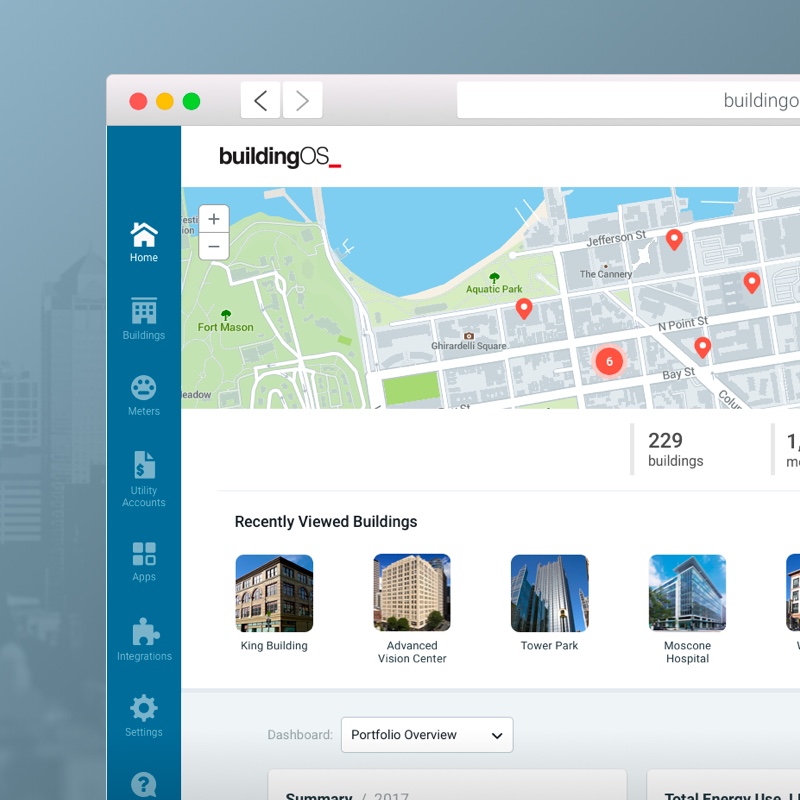 buildingo
buildingOS_
+
−
Home
Buildings
Meters
Utility
Accounts
Apps
Integrations
Settings
?
Jefferson St
The Cannery
Aquatic Park
Fort Mason
Ghirardelli Square
N Point St
6
Bay St
229
buildings
1,
Recently Viewed Buildings
King Building
Advanced
Vision Center
Tower Park
Moscone
Hospital
Dashboard:
Portfolio Overview
Summary / 2017
Total Energy Use,